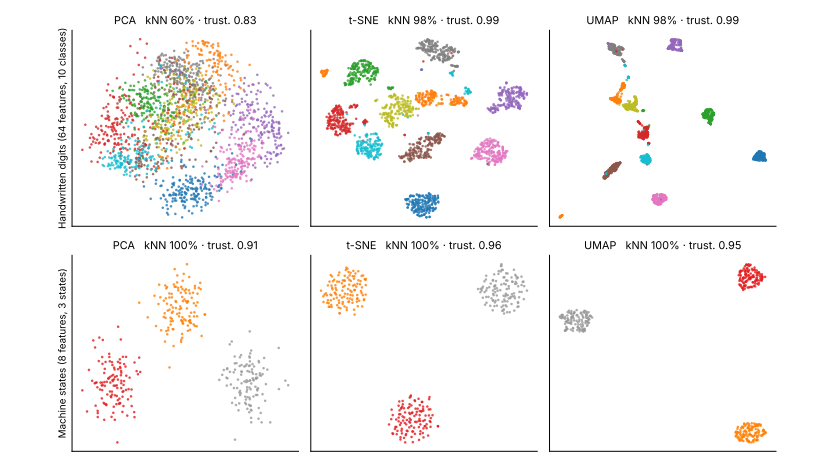 PCA kNN 60% · trust. 0.83
t-SNE kNN 98% · trust. 0.99
UMAP kNN 98% · trust. 0.99
Handwritten digits (64 features, 10 classes)
PCA kNN 100% · trust. 0.91
t-SNE kNN 100% · trust. 0.96
UMAP kNN 100% · trust. 0.95
Machine states (8 features, 3 states)